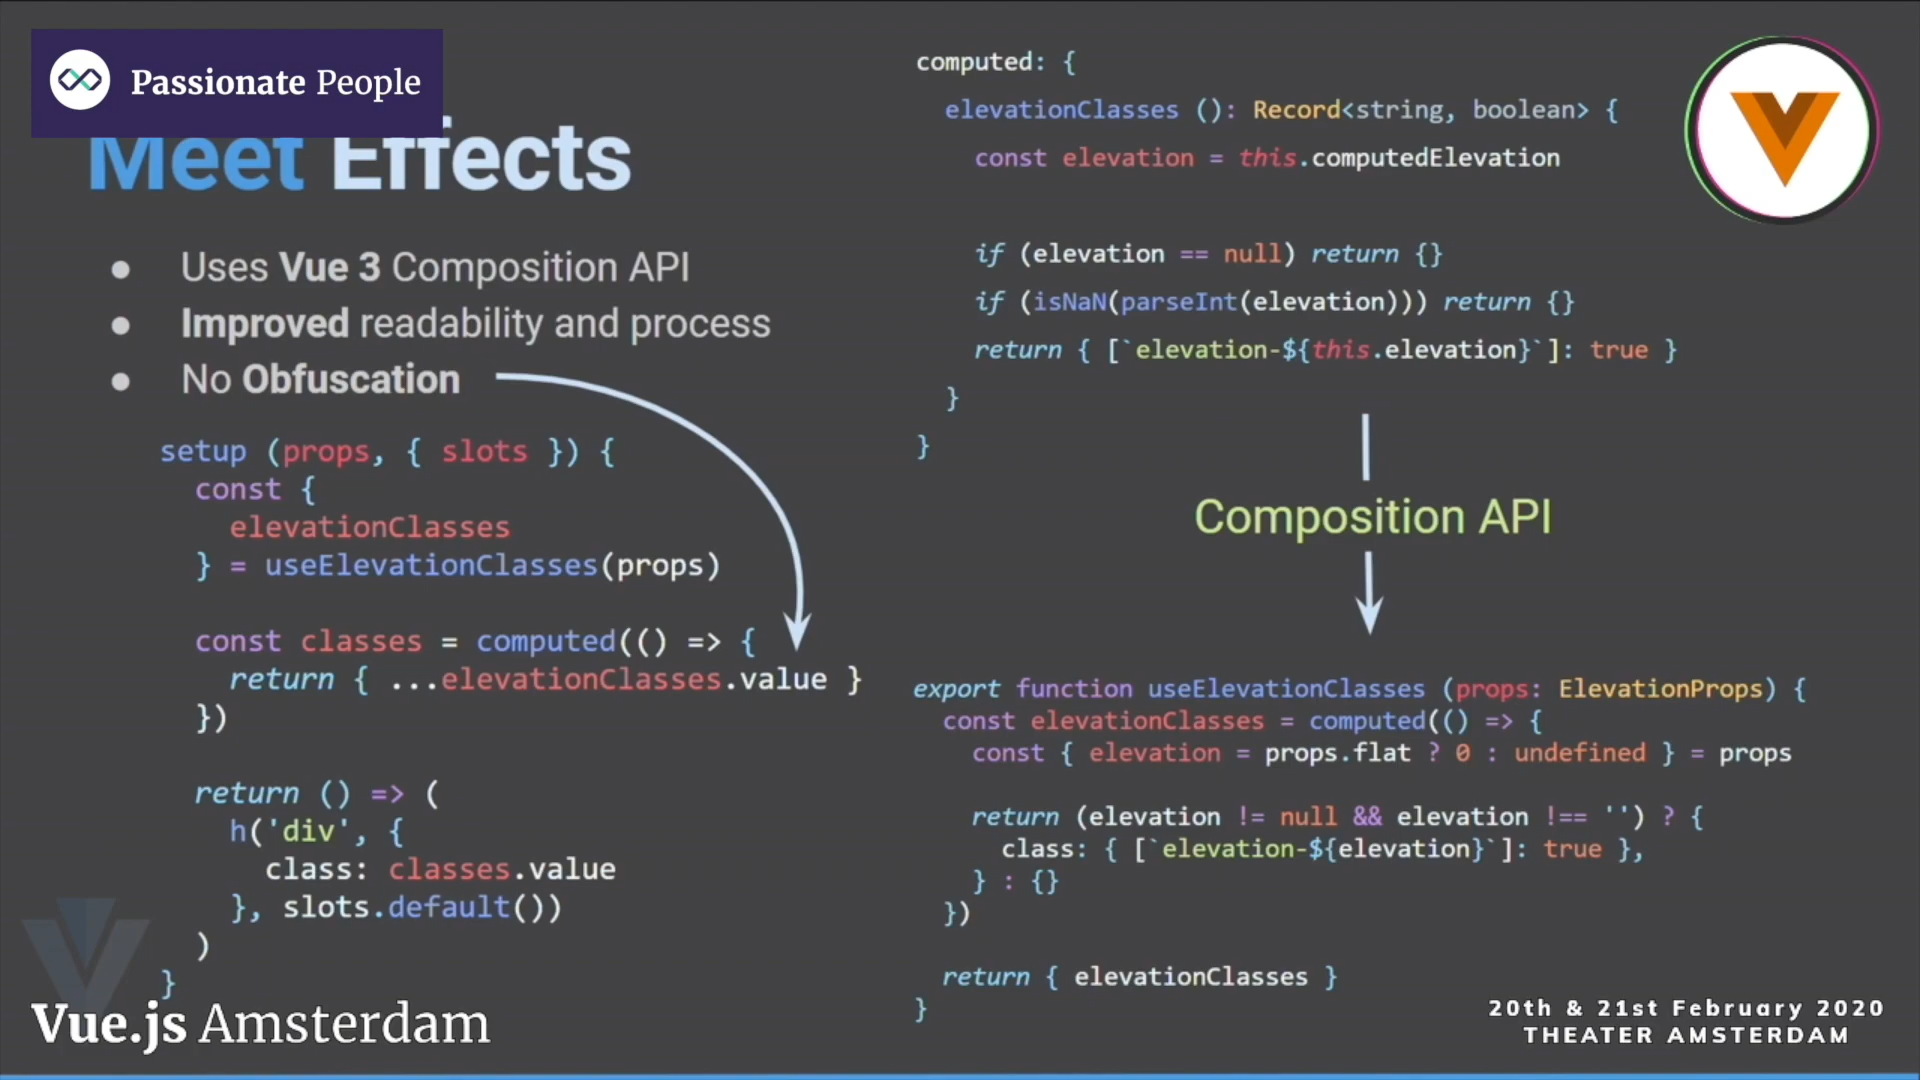 Passionate People
Meet Effects
● Uses Vue 3 Composition API
● Improved readability and process
● No Obfuscation
setup (props, { slots }) {
const {
elevationClasses
} = useElevationClasses(props)
const classes = computed(() => {
return { ...elevationClasses.value }
})
return () => (
h('div', {
class: classes.value
}, slots.default())
)
}
computed: {
elevationClasses (): Record<string, boolean> {
const elevation = this.computedElevation
if (elevation == null) return {}
if (isNaN(parseInt(elevation))) return {}
return { [`elevation-${this.elevation}`]: true }
}
}
Composition API
export function useElevationClasses (props: ElevationProps) {
const elevationClasses = computed(() => {
const { elevation = props.flat ? 0 : undefined } = props
return (elevation != null && elevation !== '') ? {
class: { [`elevation-${elevation}`]: true },
} : {}
})
return { elevationClasses }
}
Vue.js Amsterdam
20th & 21st February 2020
THEATER AMSTERDAM